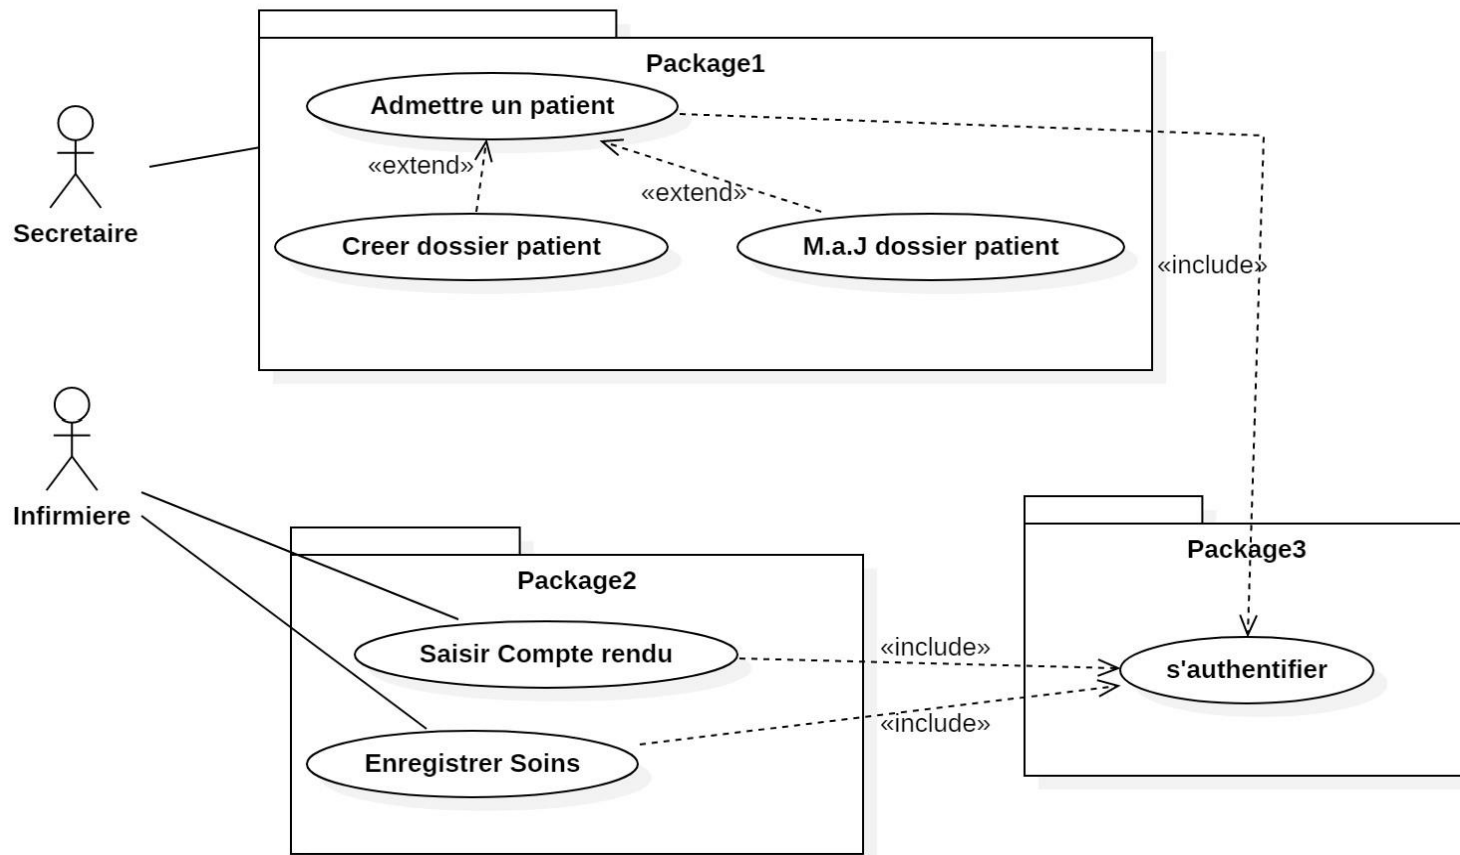 Package1
Admettre un patient
«extend»
«extend»
Secretaire
Creer dossier patient
M.a.J dossier patient
«include»
Infirmiere
Package3
Package2
«include»
Saisir Compte rendu
s'authentifier
«include»
Enregistrer Soins